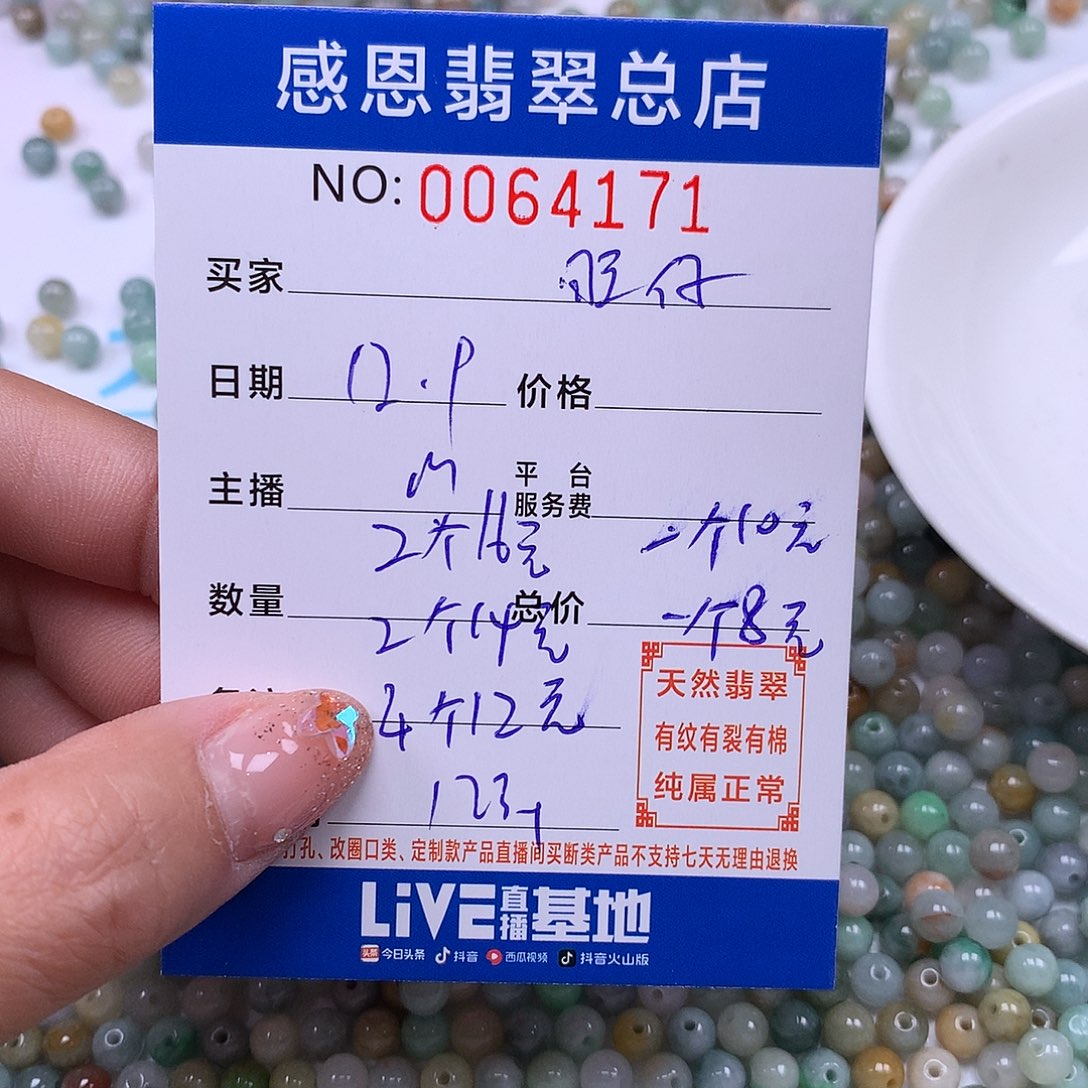 感恩翡翠总店
NO: 0064171
买家 旺仔
日期 12.9 价格
主播 M 平台服务费
2个16元 一个10元
数量 总价
2个14元 一个8元
4个12元
天然翡翠
有纹有裂有棉
纯属正常
打孔、改圈口类、定制款产品直播间买断类产品不支持七天无理由退换
LiVE直播基地
头条 今日头条 抖音 西瓜视频 抖音火山版